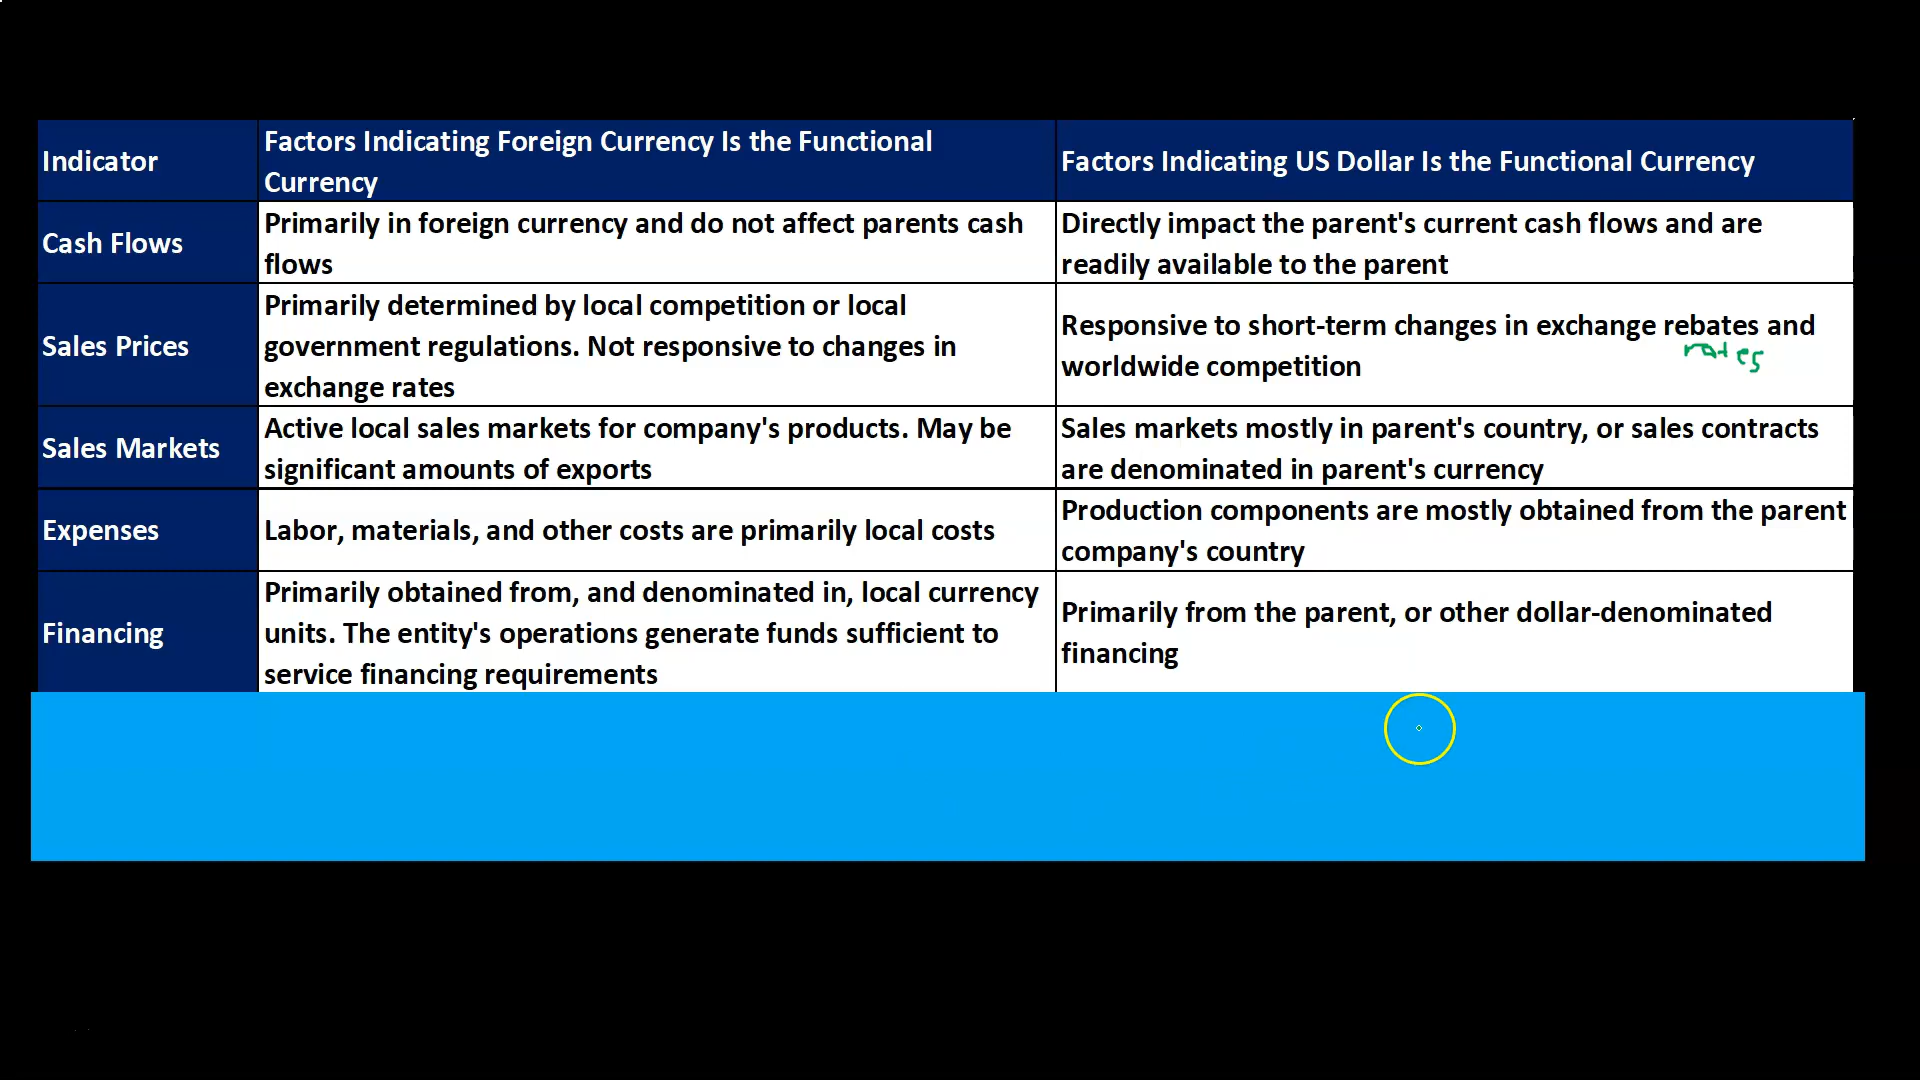 Indicator
Factors Indicating Foreign Currency Is the Functional
Currency
Factors Indicating US Dollar Is the Functional Currency
Cash Flows
Primarily in foreign currency and do not affect parents cash
flows
Directly impact the parent's current cash flows and are
readily available to the parent
Sales Prices
Primarily determined by local competition or local
government regulations. Not responsive to changes in
exchange rates
Responsive to short-term changes in exchange rebates and
rates
worldwide competition
Sales Markets
Active local sales markets for company's products. May be
significant amounts of exports
Sales markets mostly in parent's country, or sales contracts
are denominated in parent's currency
Expenses
Labor, materials, and other costs are primarily local costs
Production components are mostly obtained from the parent
company's country
Financing
Primarily obtained from, and denominated in, local currency
units. The entity's operations generate funds sufficient to
service financing requirements
Primarily from the parent, or other dollar-denominated
financing